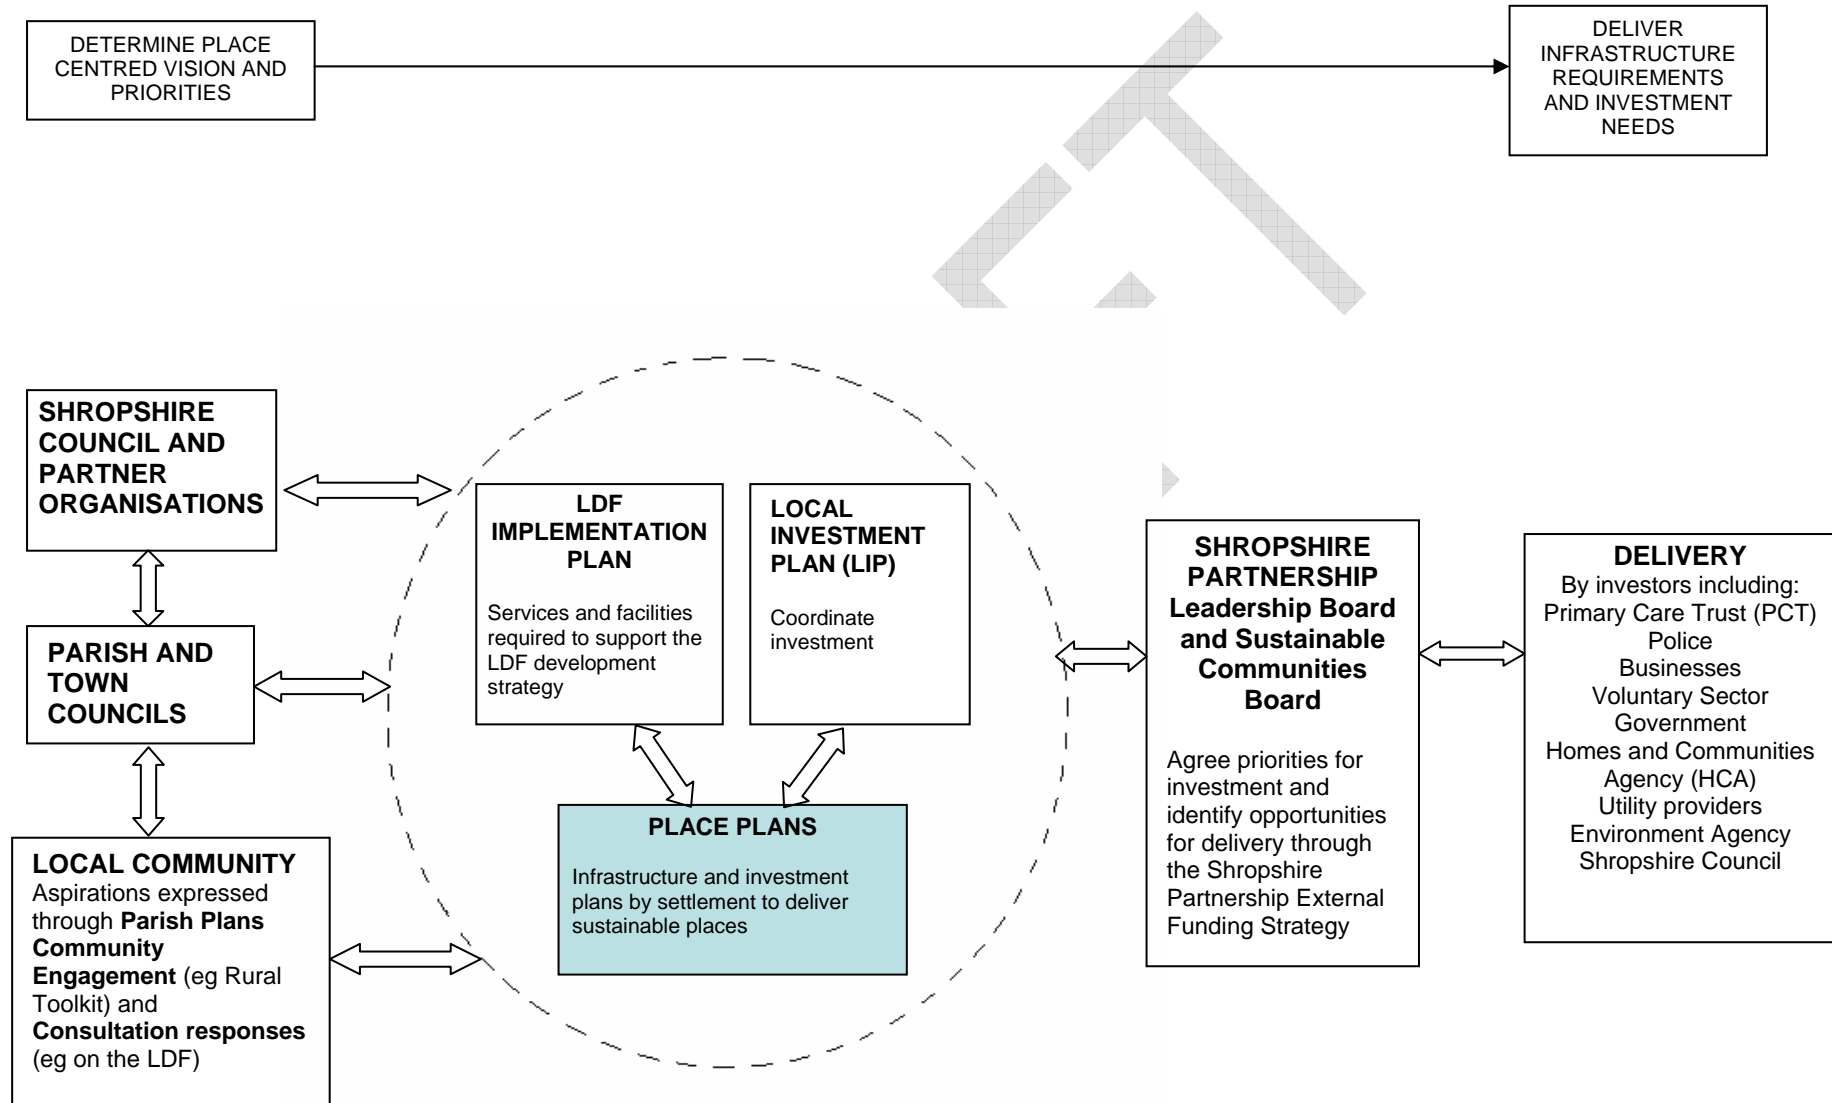 DETERMINE PLACE
CENTRED VISION AND
PRIORITIES
DELIVER
INFRASTRUCTURE
REQUIREMENTS
AND INVESTMENT
NEEDS
SHROPSHIRE
COUNCIL AND
PARTNER
ORGANISATIONS
PARISH AND
TOWN
COUNCILS
LOCAL COMMUNITY
Aspirations expressed
through Parish Plans
Community
Engagement (eg Rural
Toolkit) and
Consultation responses
(eg on the LDF)
LDF
IMPLEMENTATION
PLAN
Services and facilities
required to support the
LDF development
strategy
LOCAL
INVESTMENT
PLAN (LIP)
Coordinate
investment
PLACE PLANS
Infrastructure and investment
plans by settlement to deliver
sustainable places
SHROPSHIRE
PARTNERSHIP
Leadership Board
and Sustainable
Communities
Board
Agree priorities for
investment and
identify opportunities
for delivery through
the Shropshire
Partnership External
Funding Strategy
DELIVERY
By investors including:
Primary Care Trust (PCT)
Police
Businesses
Voluntary Sector
Government
Homes and Communities
Agency (HCA)
Utility providers
Environment Agency
Shropshire Council